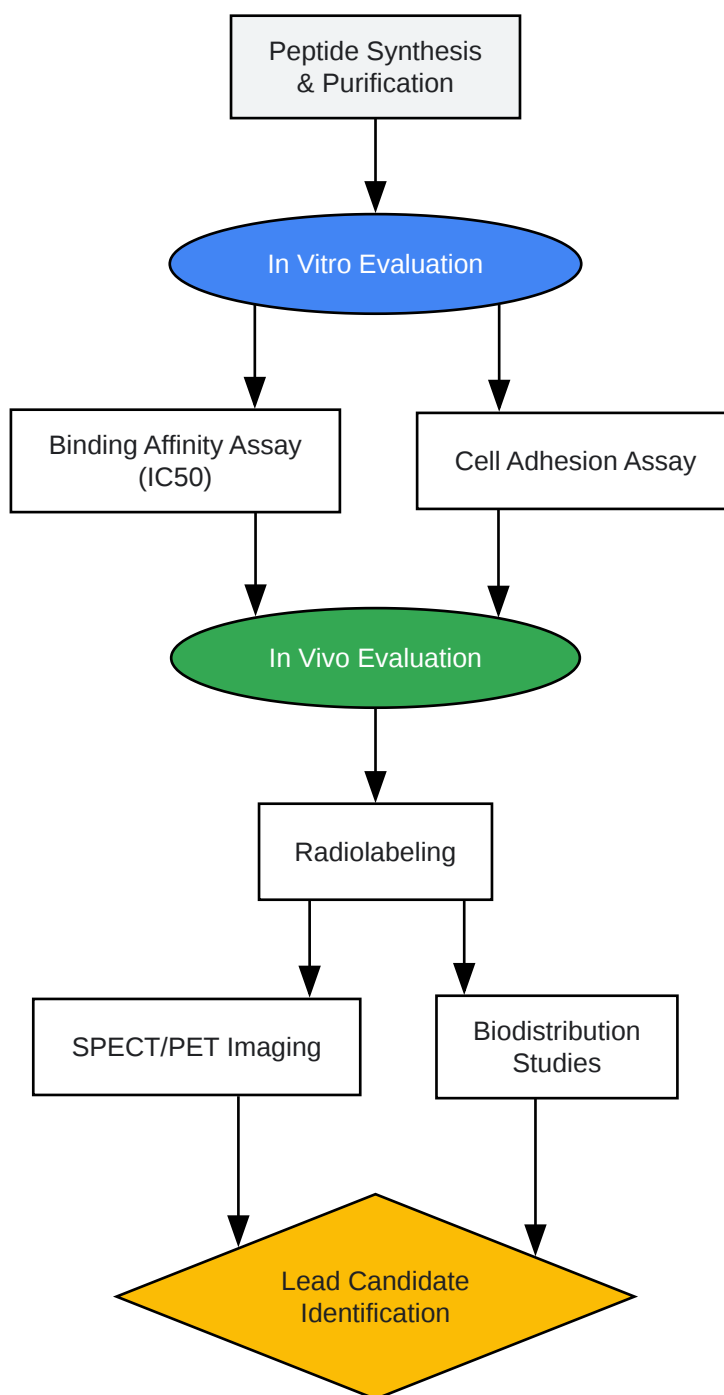 Peptide Synthesis
& Purification
In Vitro Evaluation
Binding Affinity Assay
(IC50)
Cell Adhesion Assay
In Vivo Evaluation
Radiolabeling
SPECT/PET Imaging
Biodistribution
Studies
Lead Candidate
Identification